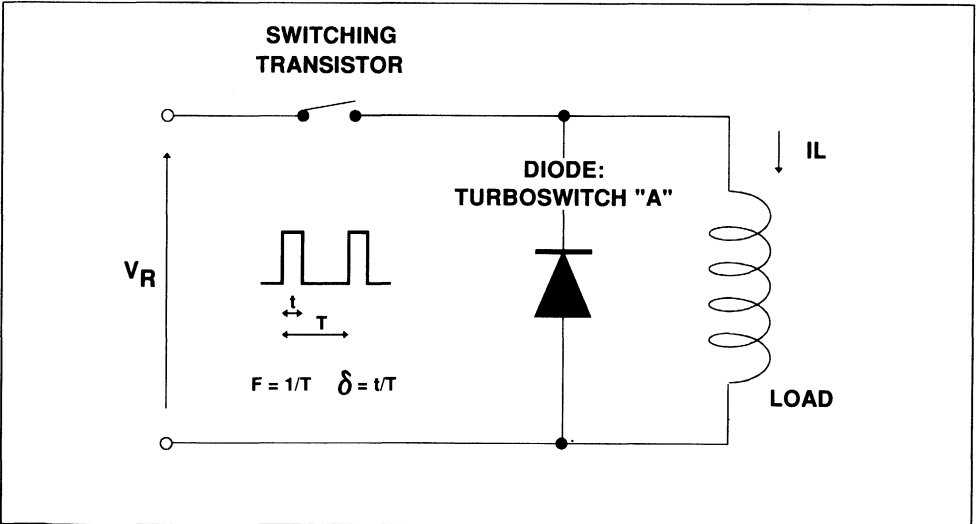 SWITCHING
TRANSISTOR
IL
DIODE:
TURBOSWITCH "A"
VR
t
T
F = 1/T δ = t/T
LOAD